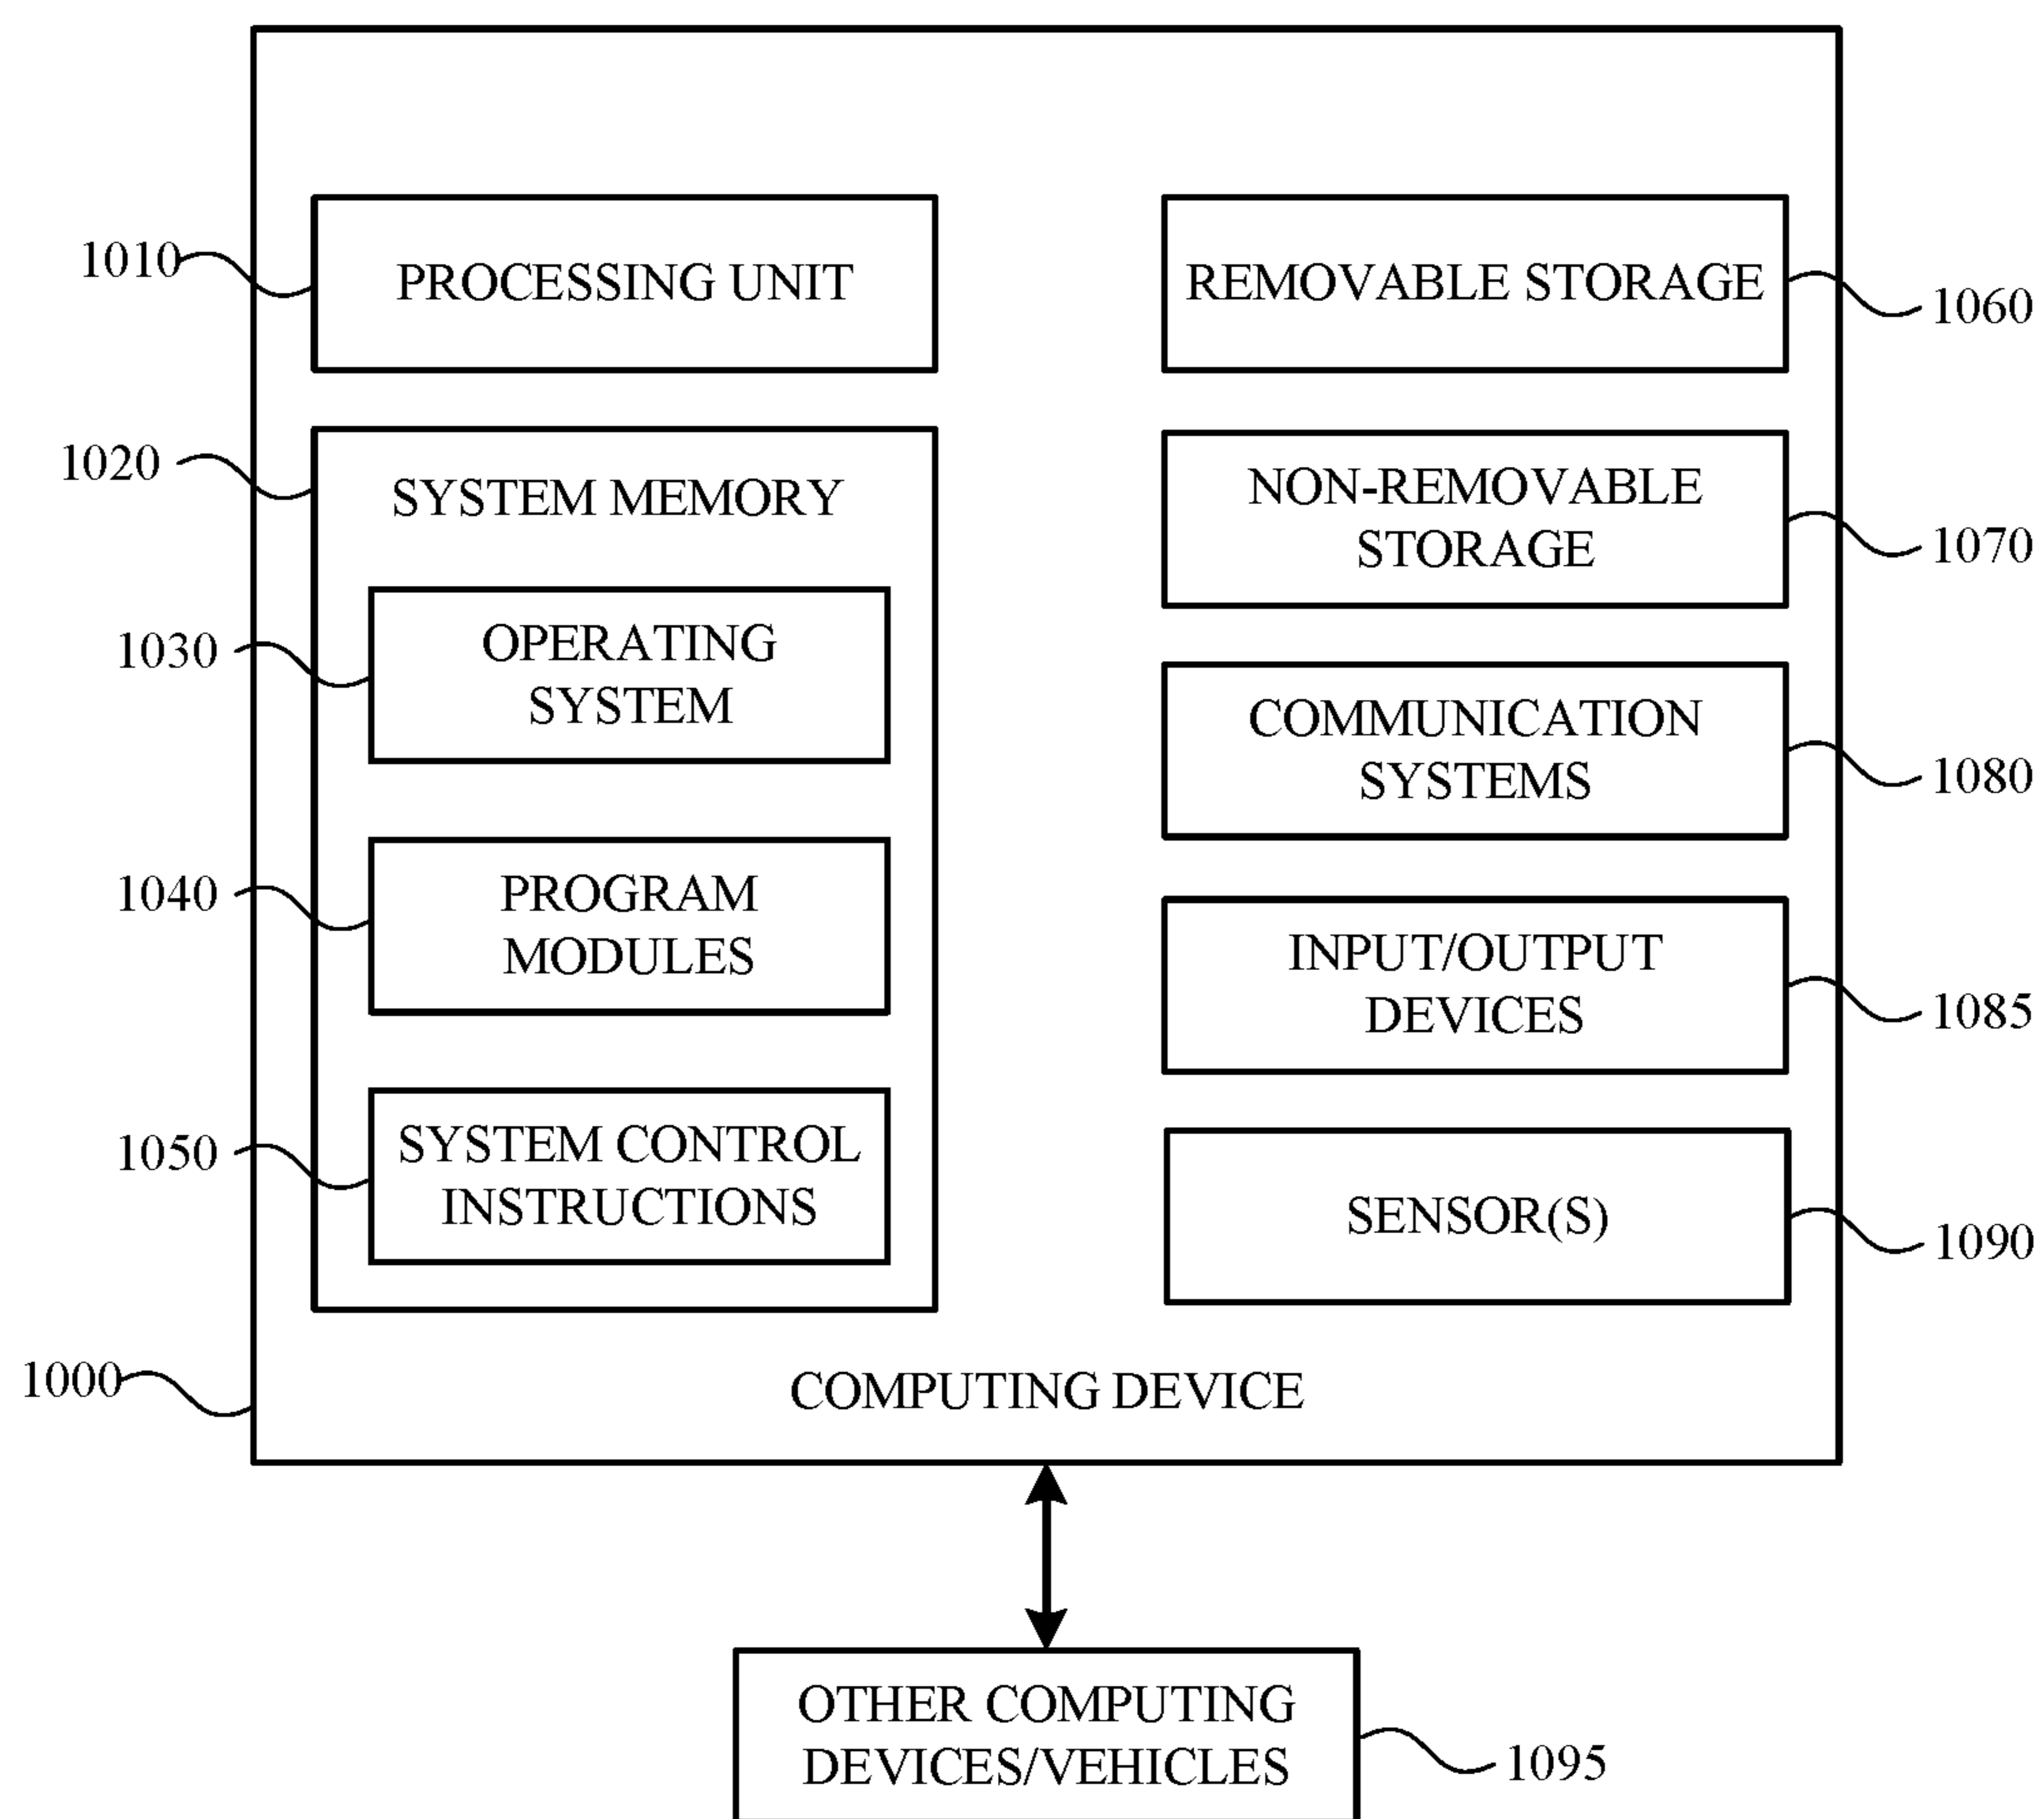 1010
PROCESSING UNIT
1020
SYSTEM MEMORY
1030
OPERATING
SYSTEM
1040
PROGRAM
MODULES
1050
SYSTEM CONTROL
INSTRUCTIONS
REMOVABLE STORAGE
1060
NON-REMOVABLE
STORAGE
1070
COMMUNICATION
SYSTEMS
1080
INPUT/OUTPUT
DEVICES
1085
SENSOR(S)
1090
1000
COMPUTING DEVICE
OTHER COMPUTING
DEVICES/VEHICLES
1095